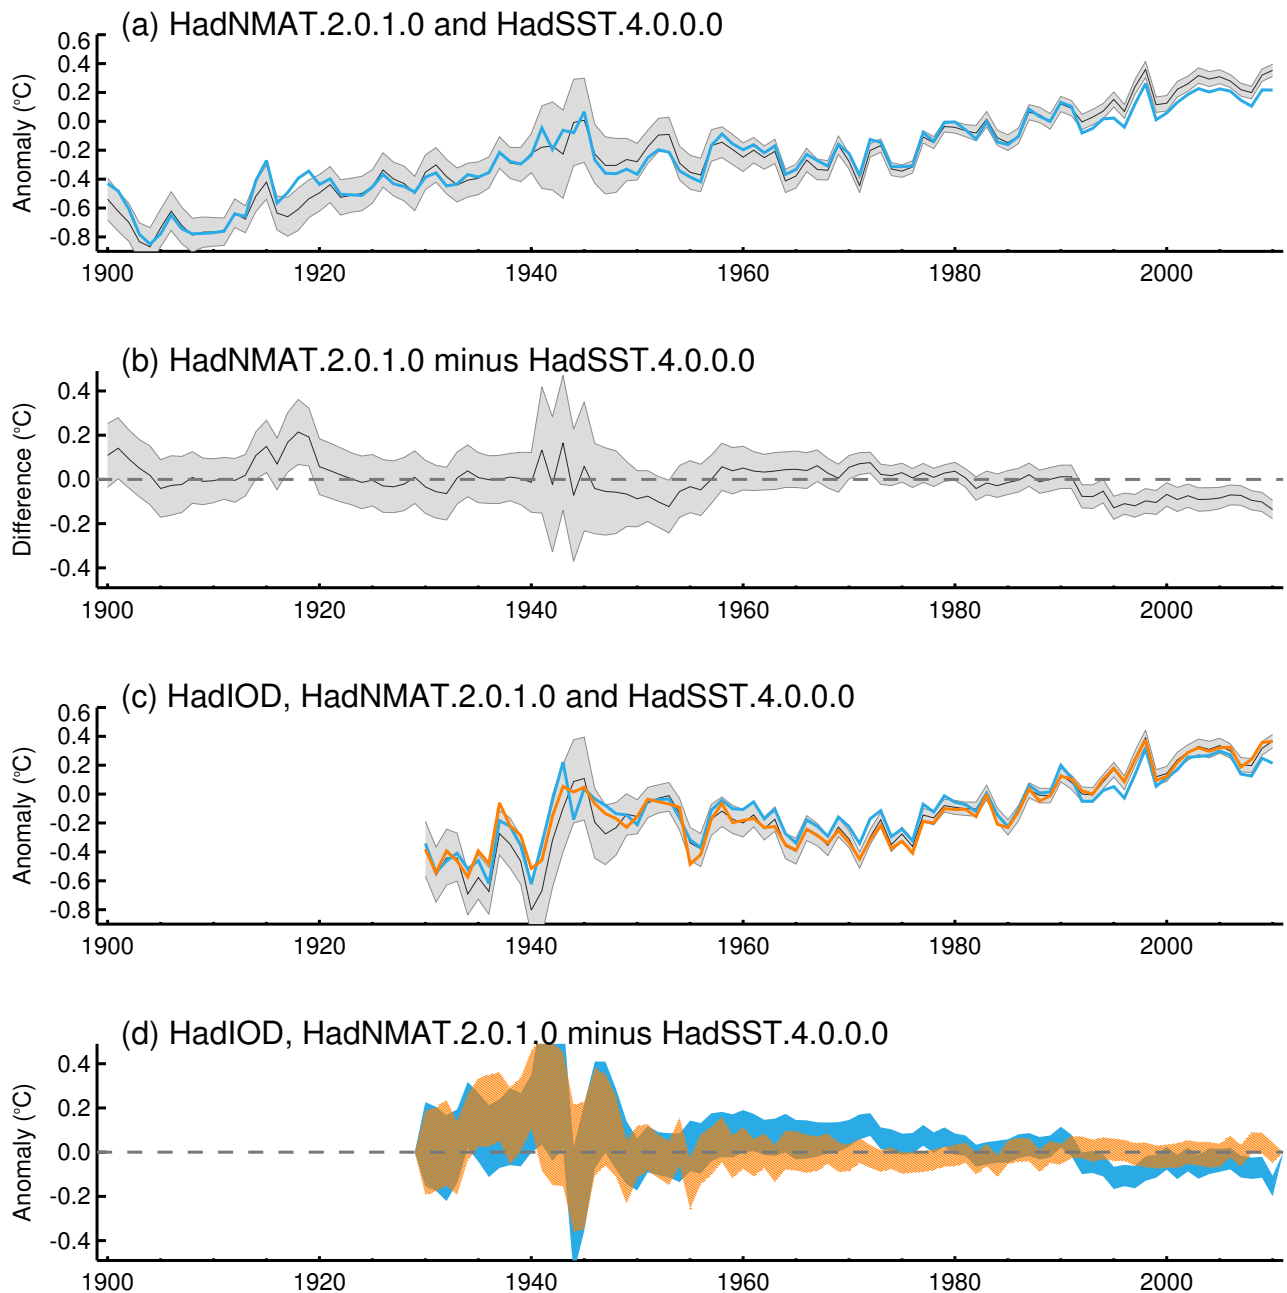 (a) HadNMAT.2.0.1.0 and HadSST.4.0.0.0
Anomaly (°C)
0.6
0.4
0.2
0.0
-0.2
-0.4
-0.6
-0.8
1900 1920 1940 1960 1980 2000
(b) HadNMAT.2.0.1.0 minus HadSST.4.0.0.0
Difference (°C)
0.4
0.2
0.0
-0.2
-0.4
1900 1920 1940 1960 1980 2000
(c) HadIOD, HadNMAT.2.0.1.0 and HadSST.4.0.0.0
Anomaly (°C)
0.6
0.4
0.2
0.0
-0.2
-0.4
-0.6
-0.8
1900 1920 1940 1960 1980 2000
(d) HadIOD, HadNMAT.2.0.1.0 minus HadSST.4.0.0.0
Anomaly (°C)
0.4
0.2
0.0
-0.2
-0.4
1900 1920 1940 1960 1980 2000